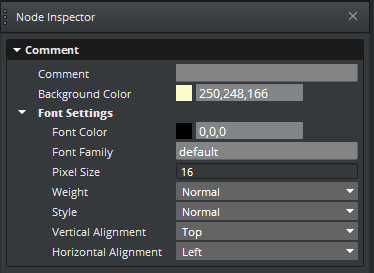 Node Inspector
Comment
Comment
Background Color 250,248,166
Font Settings
Font Color 0,0,0
Font Family default
Pixel Size 16
Weight Normal
Style Normal
Vertical Alignment Top
Horizontal Alignment Left